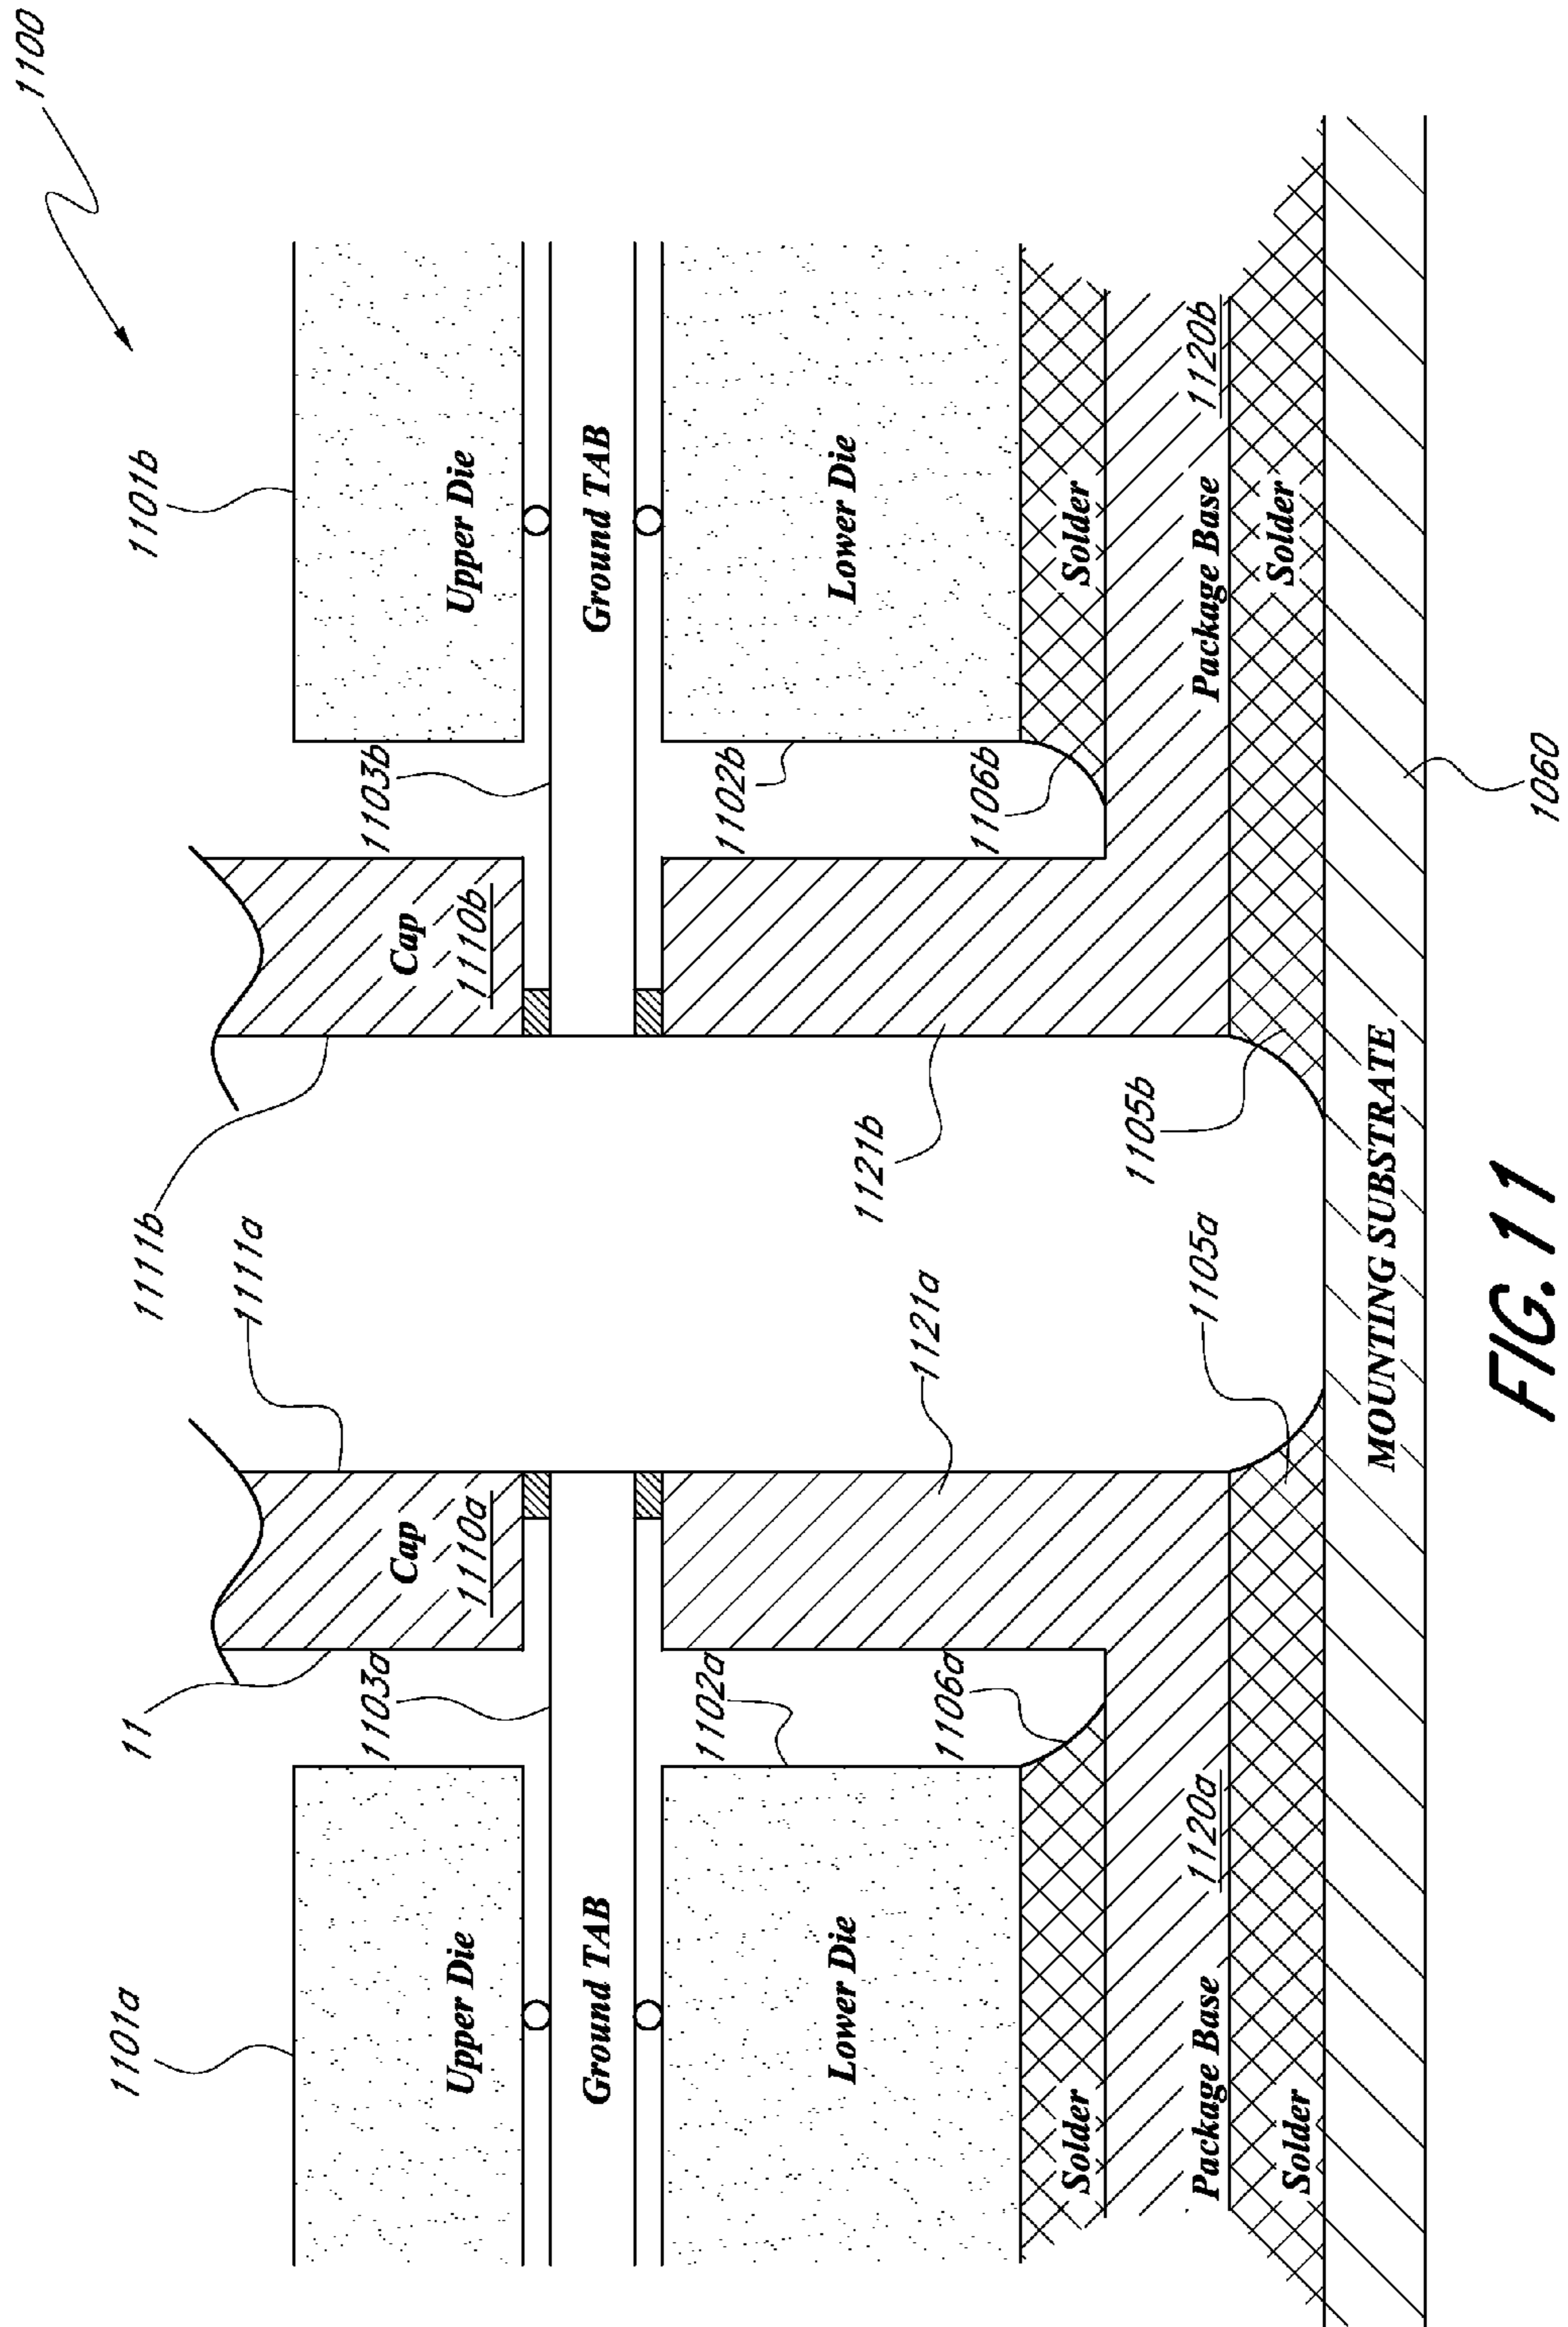 1100
1101a
1101b
1111b
1111a
11
Cap
1110a
Cap
1110b
1103a
1103b
Upper Die
Upper Die
Ground TAB
Ground TAB
1102a
1102b
1121a
1121b
Lower Die
Lower Die
1106a
1106b
Solder
Solder
1105a
1105b
Package Base
1120a
Package Base
1120b
Solder
Solder
MOUNTING SUBSTRATE
1060
FIG. 11